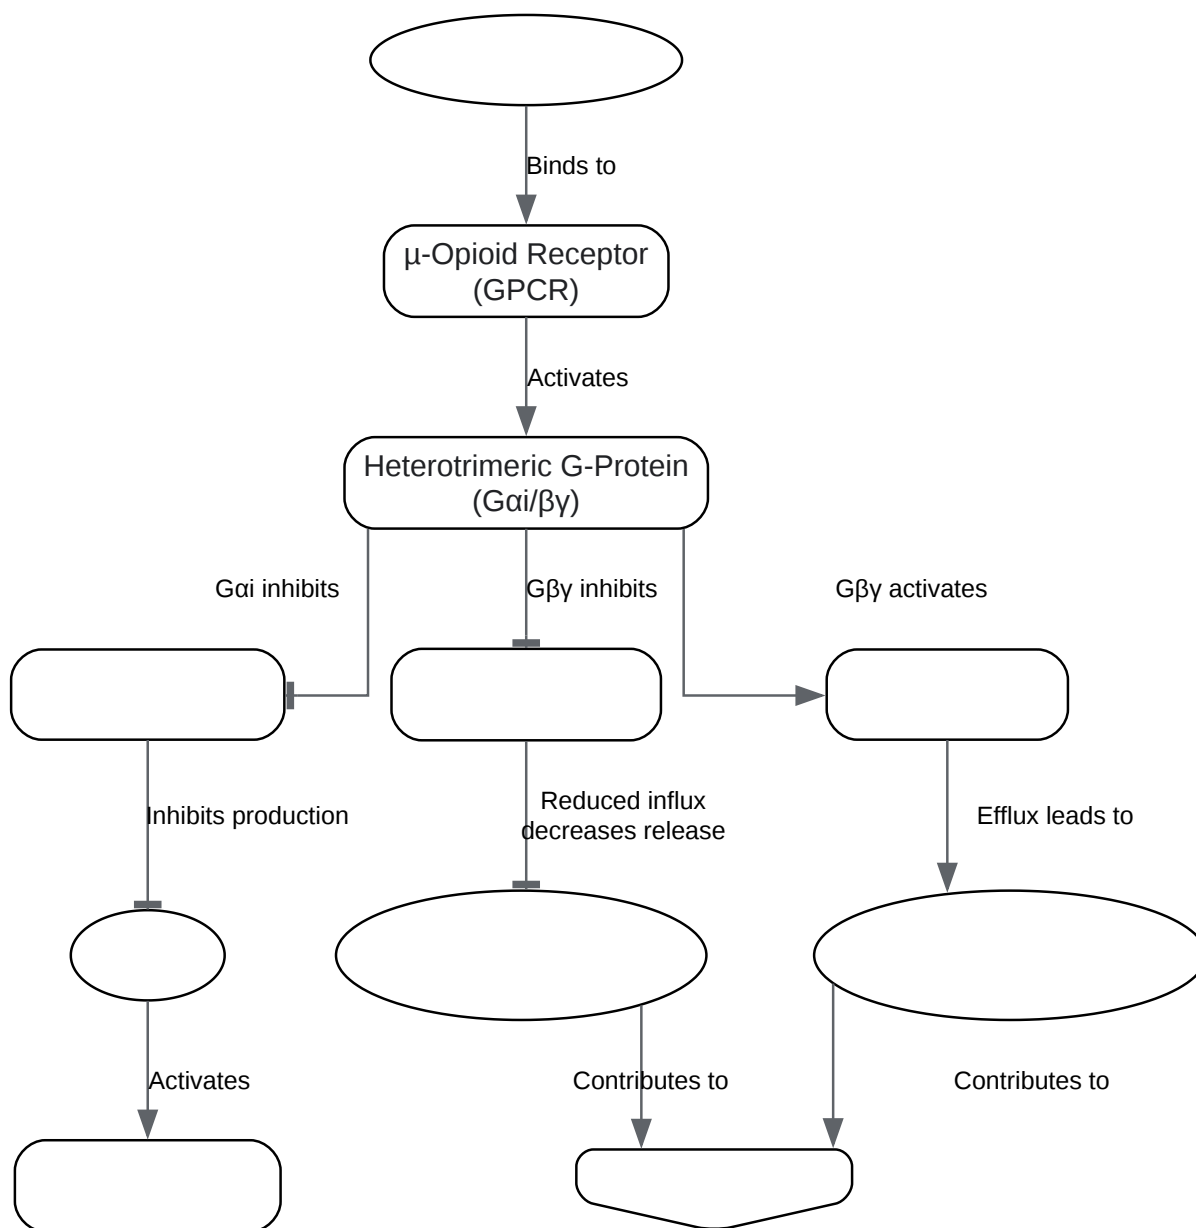 Binds to
μ-Opioid Receptor
(GPCR)
Activates
Heterotrimeric G-Protein
(Gαi/βγ)
Gαi inhibits
Gβγ inhibits
Gβγ activates
Inhibits production
Reduced influx
decreases release
Efflux leads to
Activates
Contributes to
Contributes to